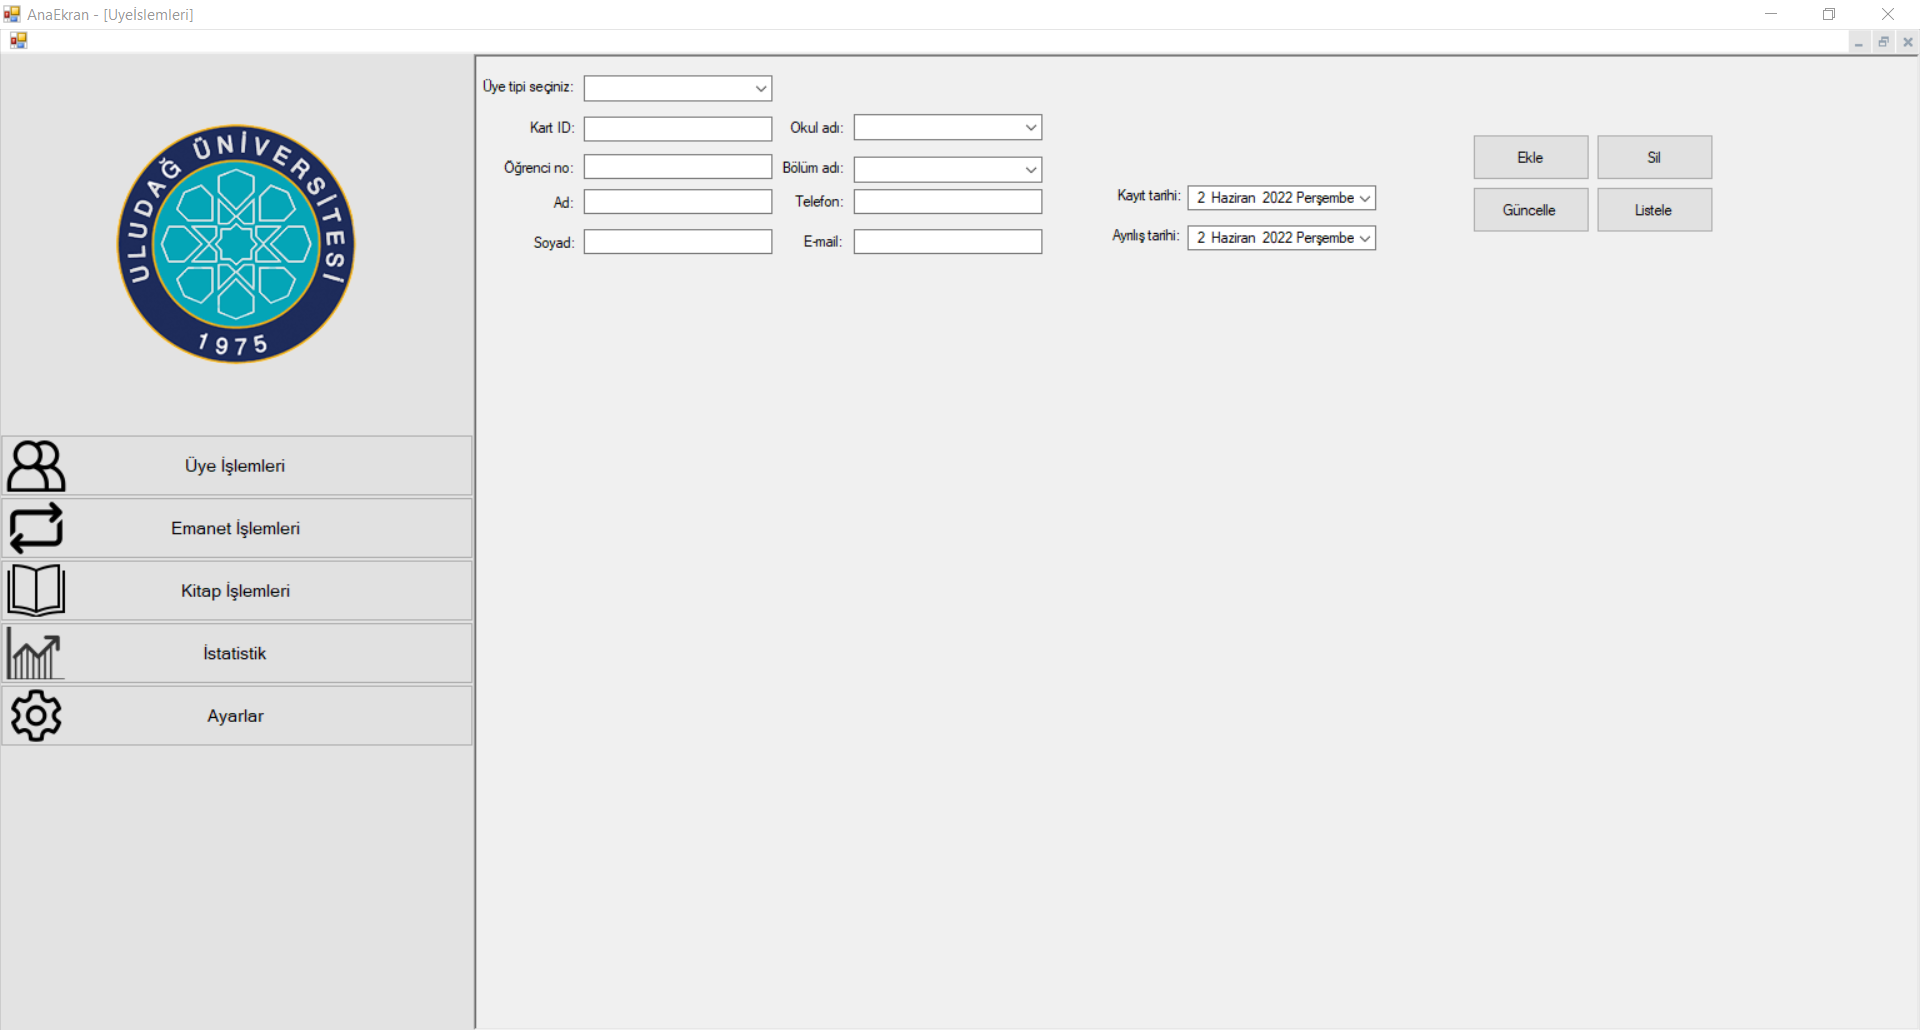 AnaEkran - [Uyeİslemleri]
ULUDAĞ ÜNİVERSİTESİ
1975
Üye İşlemleri
Emanet İşlemleri
Kitap İşlemleri
İstatistik
Ayarlar
Üye tipi seçiniz:
Kart ID:
Öğrenci no:
Ad:
Soyad:
Okul adı:
Bölüm adı:
Telefon:
E-mail:
Kayıt tarihi: 2 Haziran 2022 Perşembe
Ayrılış tarihi: 2 Haziran 2022 Perşembe
Ekle
Sil
Güncelle
Listele